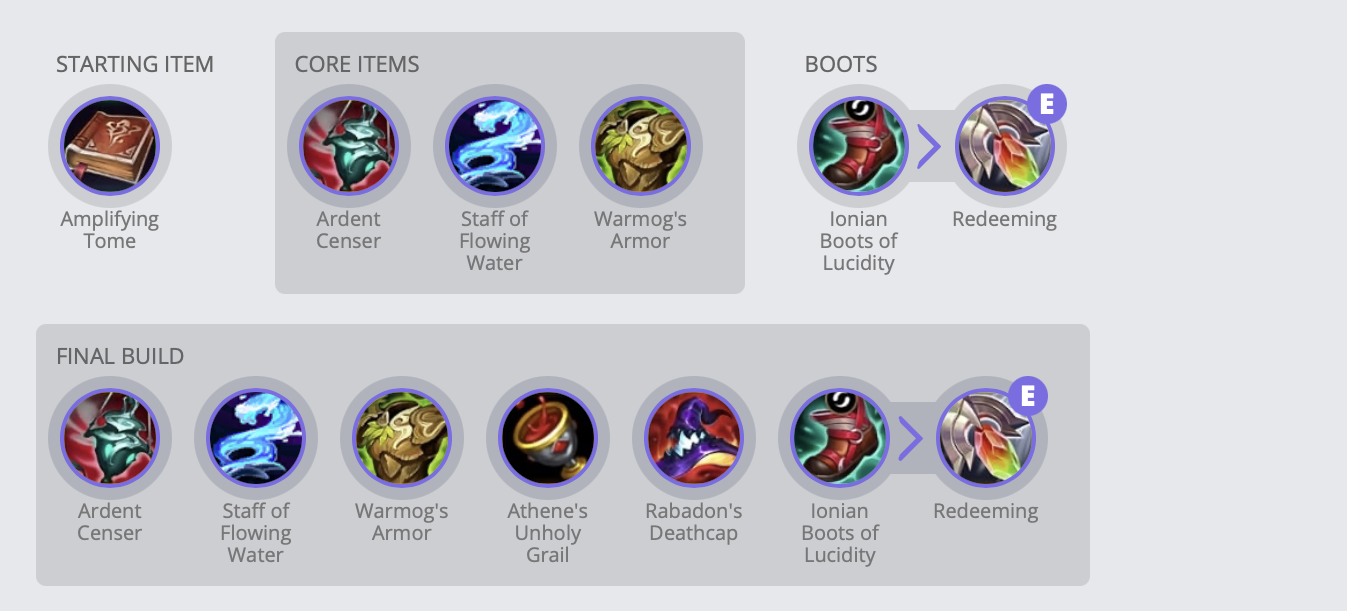 STARTING ITEM
Amplifying
Tome
CORE ITEMS
Ardent
Censer
Staff of
Flowing
Water
Warmog's
Armor
BOOTS
Ionian
Boots of
Lucidity
E
Redeeming
FINAL BUILD
Ardent
Censer
Staff of
Flowing
Water
Warmog's
Armor
Athene's
Unholy
Grail
Rabadon's
Deathcap
Ionian
Boots of
Lucidity
E
Redeeming